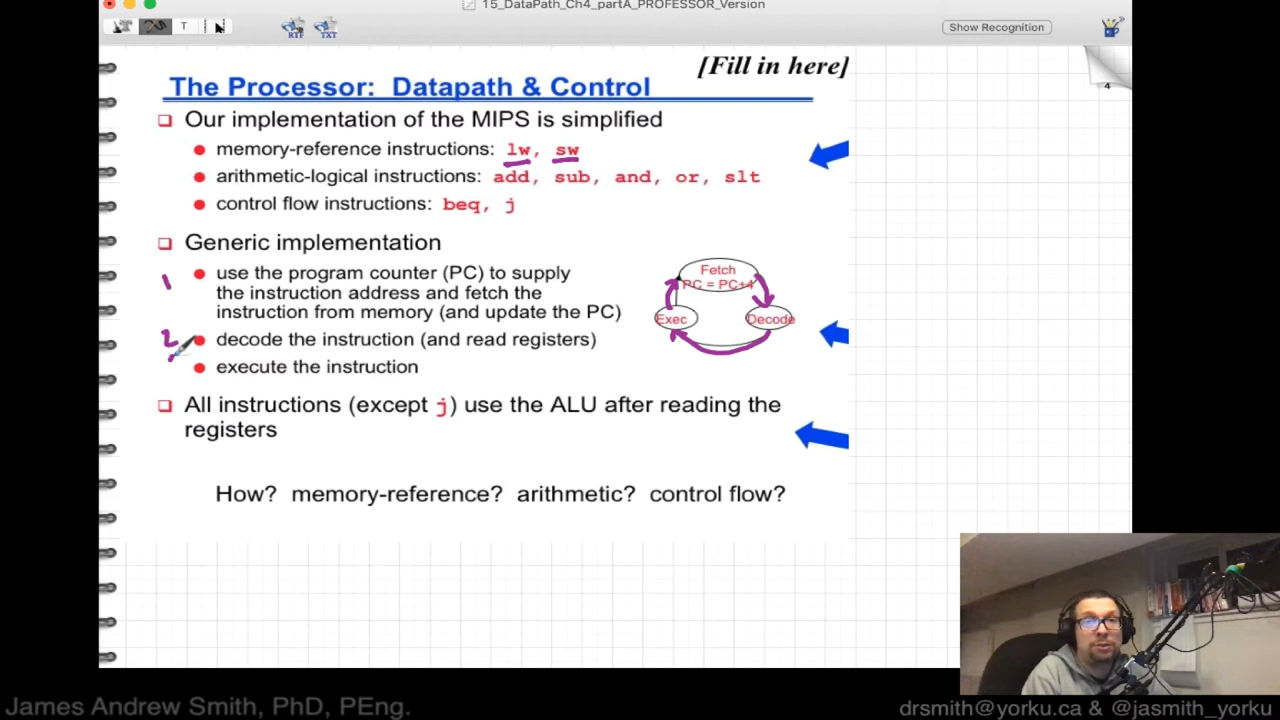 15_DataPath_Ch4_partA_PROFESSOR_Version
T
RTF
TXT
Show Recognition
[Fill in here]
4
The Processor: Datapath & Control
Our implementation of the MIPS is simplified
memory-reference instructions: lw, sw
arithmetic-logical instructions: add, sub, and, or, slt
control flow instructions: beq, j
Generic implementation
1
use the program counter (PC) to supply
the instruction address and fetch the
instruction from memory (and update the PC)
2
decode the instruction (and read registers)
execute the instruction
Fetch
PC = PC+4
Exec
Decode
All instructions (except j) use the ALU after reading the
registers
How? memory-reference? arithmetic? control flow?
James Andrew Smith, PhD, PEng.
drsmith@yorku.ca & @jasmith_yorku